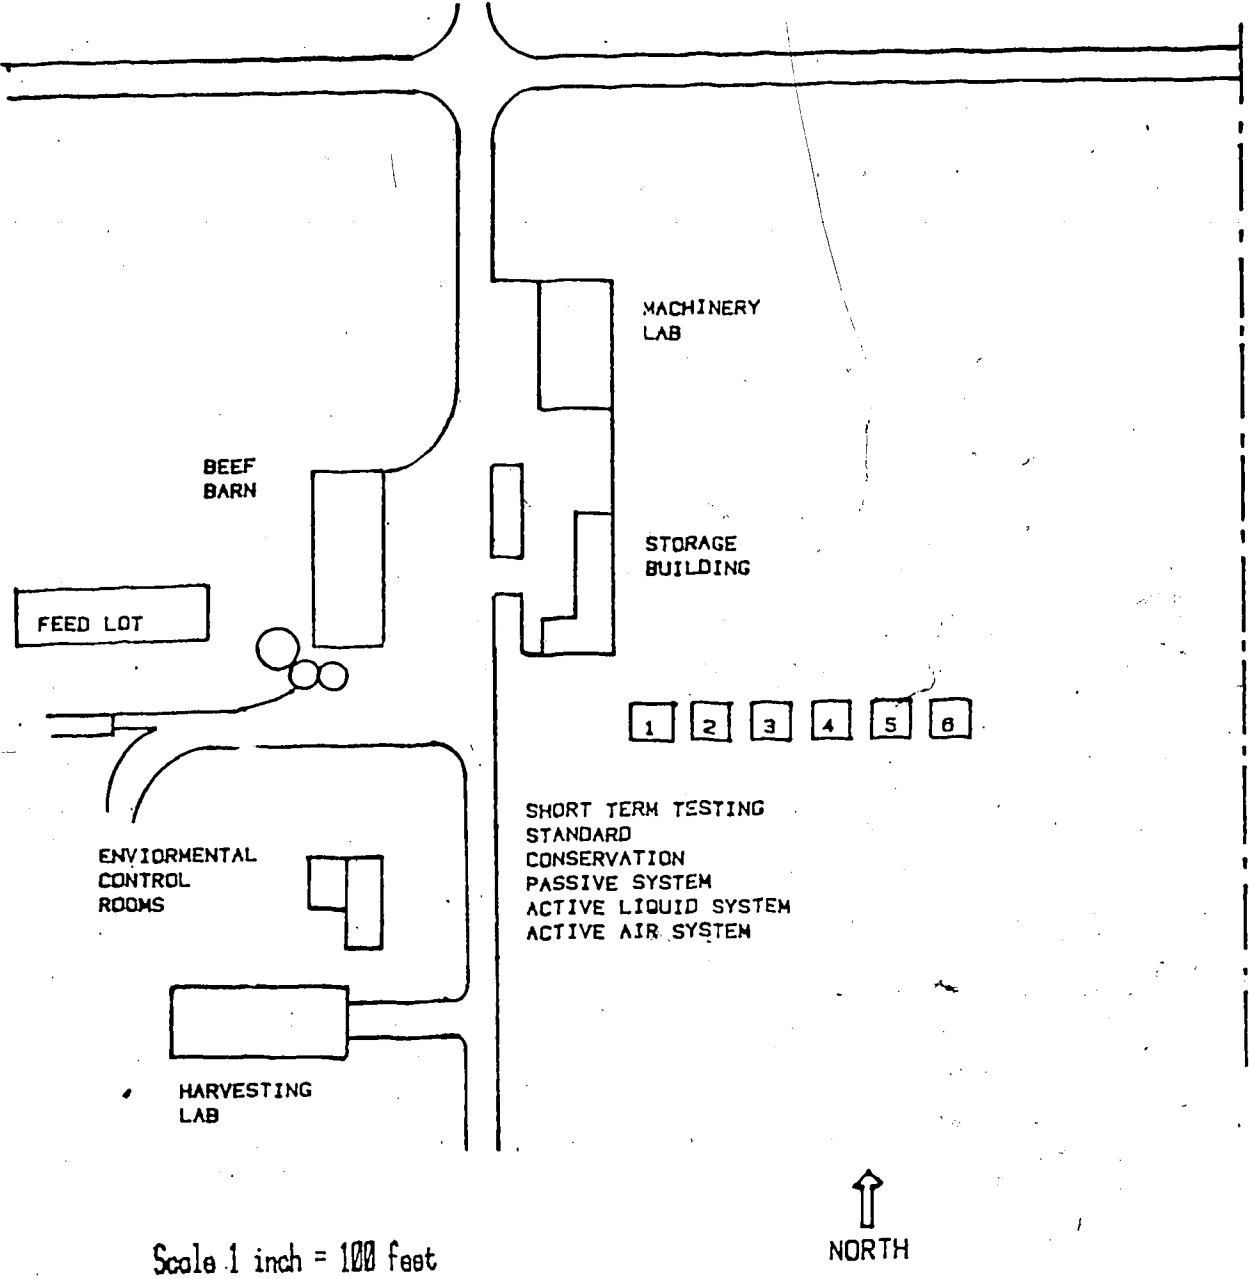 MACHINERY
LAB
BEEF
BARN
STORAGE
BUILDING
FEED LOT
1 2 3 4 5 6
SHORT TERM TESTING
STANDARD
CONSERVATION
PASSIVE SYSTEM
ACTIVE LIQUID SYSTEM
ACTIVE AIR SYSTEM
ENVIORMENTAL
CONTROL
ROOMS
HARVESTING
LAB
NORTH
Scale 1 inch = 100 feet